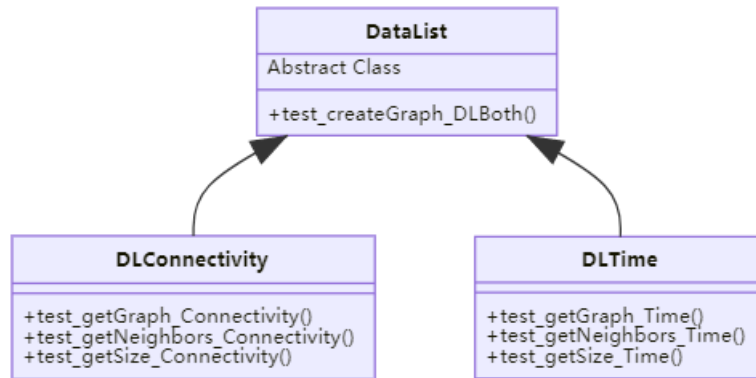 DataList
Abstract Class
+test_createGraph_DLBoth()
DLConnectivity
+test_getGraph_Connectivity()
+test_getNeighbors_Connectivity()
+test_getSize_Connectivity()
DLTime
+test_getGraph_Time()
+test_getNeighbors_Time()
+test_getSize_Time()